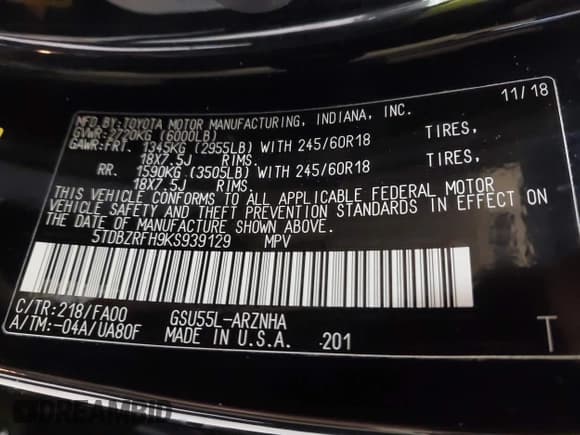 MFD.BY:TOYOTA MOTOR MANUFACTURING, INDIANA, INC. 11/18
GVWR:2720KG (6000LB)
GAWR:FRT. 1345KG (2955LB) WITH 245/60R18 TIRES,
18X7.5J RIMS.
RR. 1590KG (3505LB) WITH 245/60R18 TIRES,
18X7.5J RIMS.
THIS VEHICLE CONFORMS TO ALL APPLICABLE FEDERAL MOTOR
VEHICLE SAFETY AND THEFT PREVENTION STANDARDS IN EFFECT ON
THE DATE OF MANUFACTURE SHOWN ABOVE.
5TDBZRFH9KS939129 MPV
C/TR:218/FA00 GSU55L-ARZNHA
A/TM:-04A/UA80F MADE IN U.S.A. 201 T
DREAMBID